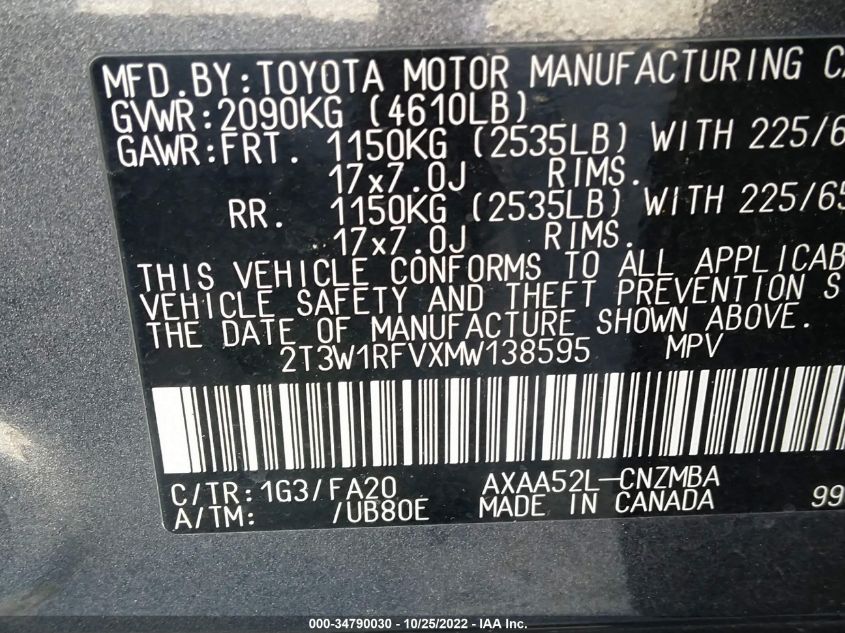 MFD.BY:TOYOTA MOTOR MANUFACTURING
GVWR:2090KG (4610LB)
GAWR:FRT. 1150KG (2535LB) WITH 225/6
17x7.0J RIMS.
RR. 1150KG (2535LB) WITH 225/65
17x7.0J RIMS.
THIS VEHICLE CONFORMS TO ALL APPLICAB
VEHICLE SAFETY AND THEFT PREVENTION S
THE DATE OF MANUFACTURE SHOWN ABOVE.
2T3W1RFVXMW138595 MPV
C/TR:1G3/FA20 AXAA52L-CNZMBA
A/TM: /UB80E MADE IN CANADA 99
000-34790030 - 10/25/2022 - IAA Inc.